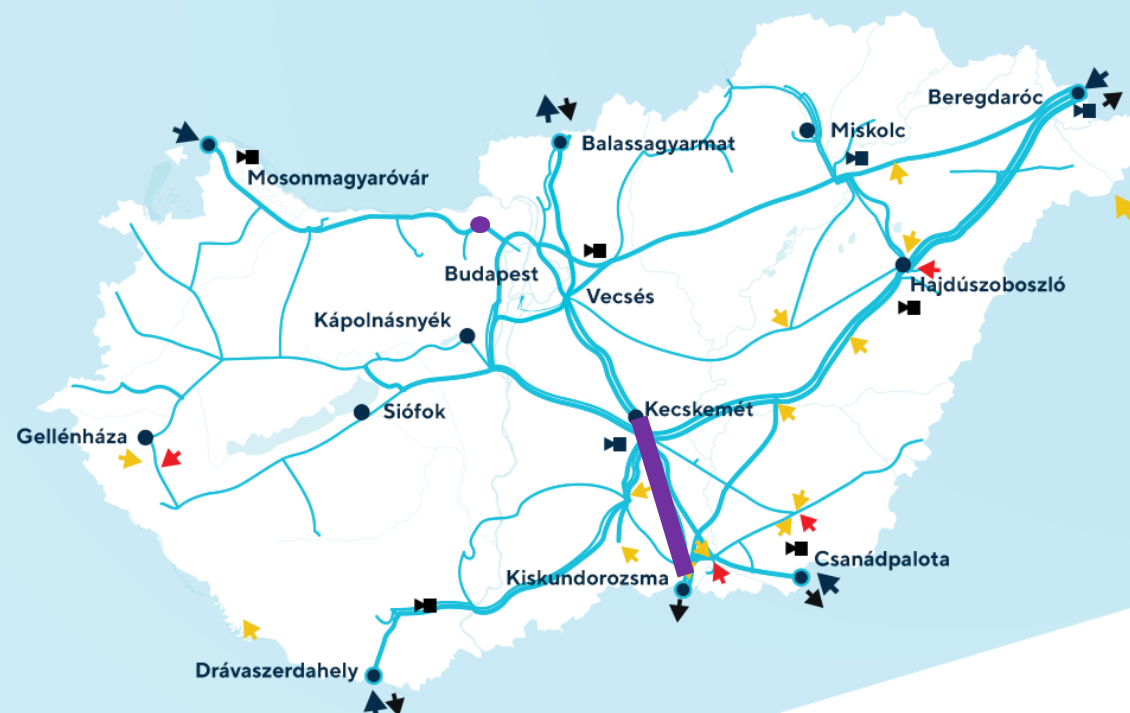 Beregdaróc
Miskolc
Balassagyarmat
Mosonmagyaróvár
Budapest
Hajdúszoboszló
Vecsés
Kápolnásnyék
Kecskemét
Siófok
Gellénháza
Csanádpalota
Kiskundorozsma
Drávaszerdahely